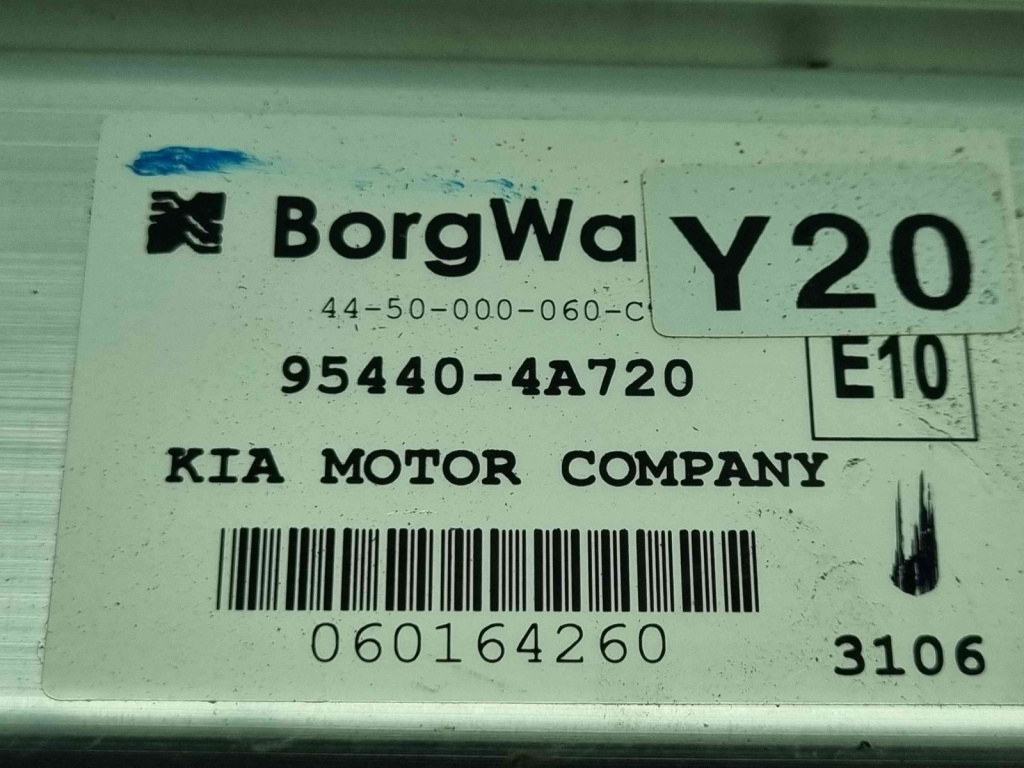 BorgWa
Y20
44-50-000-060-C
95440-4A720
E10
KIA MOTOR COMPANY
060164260
3106